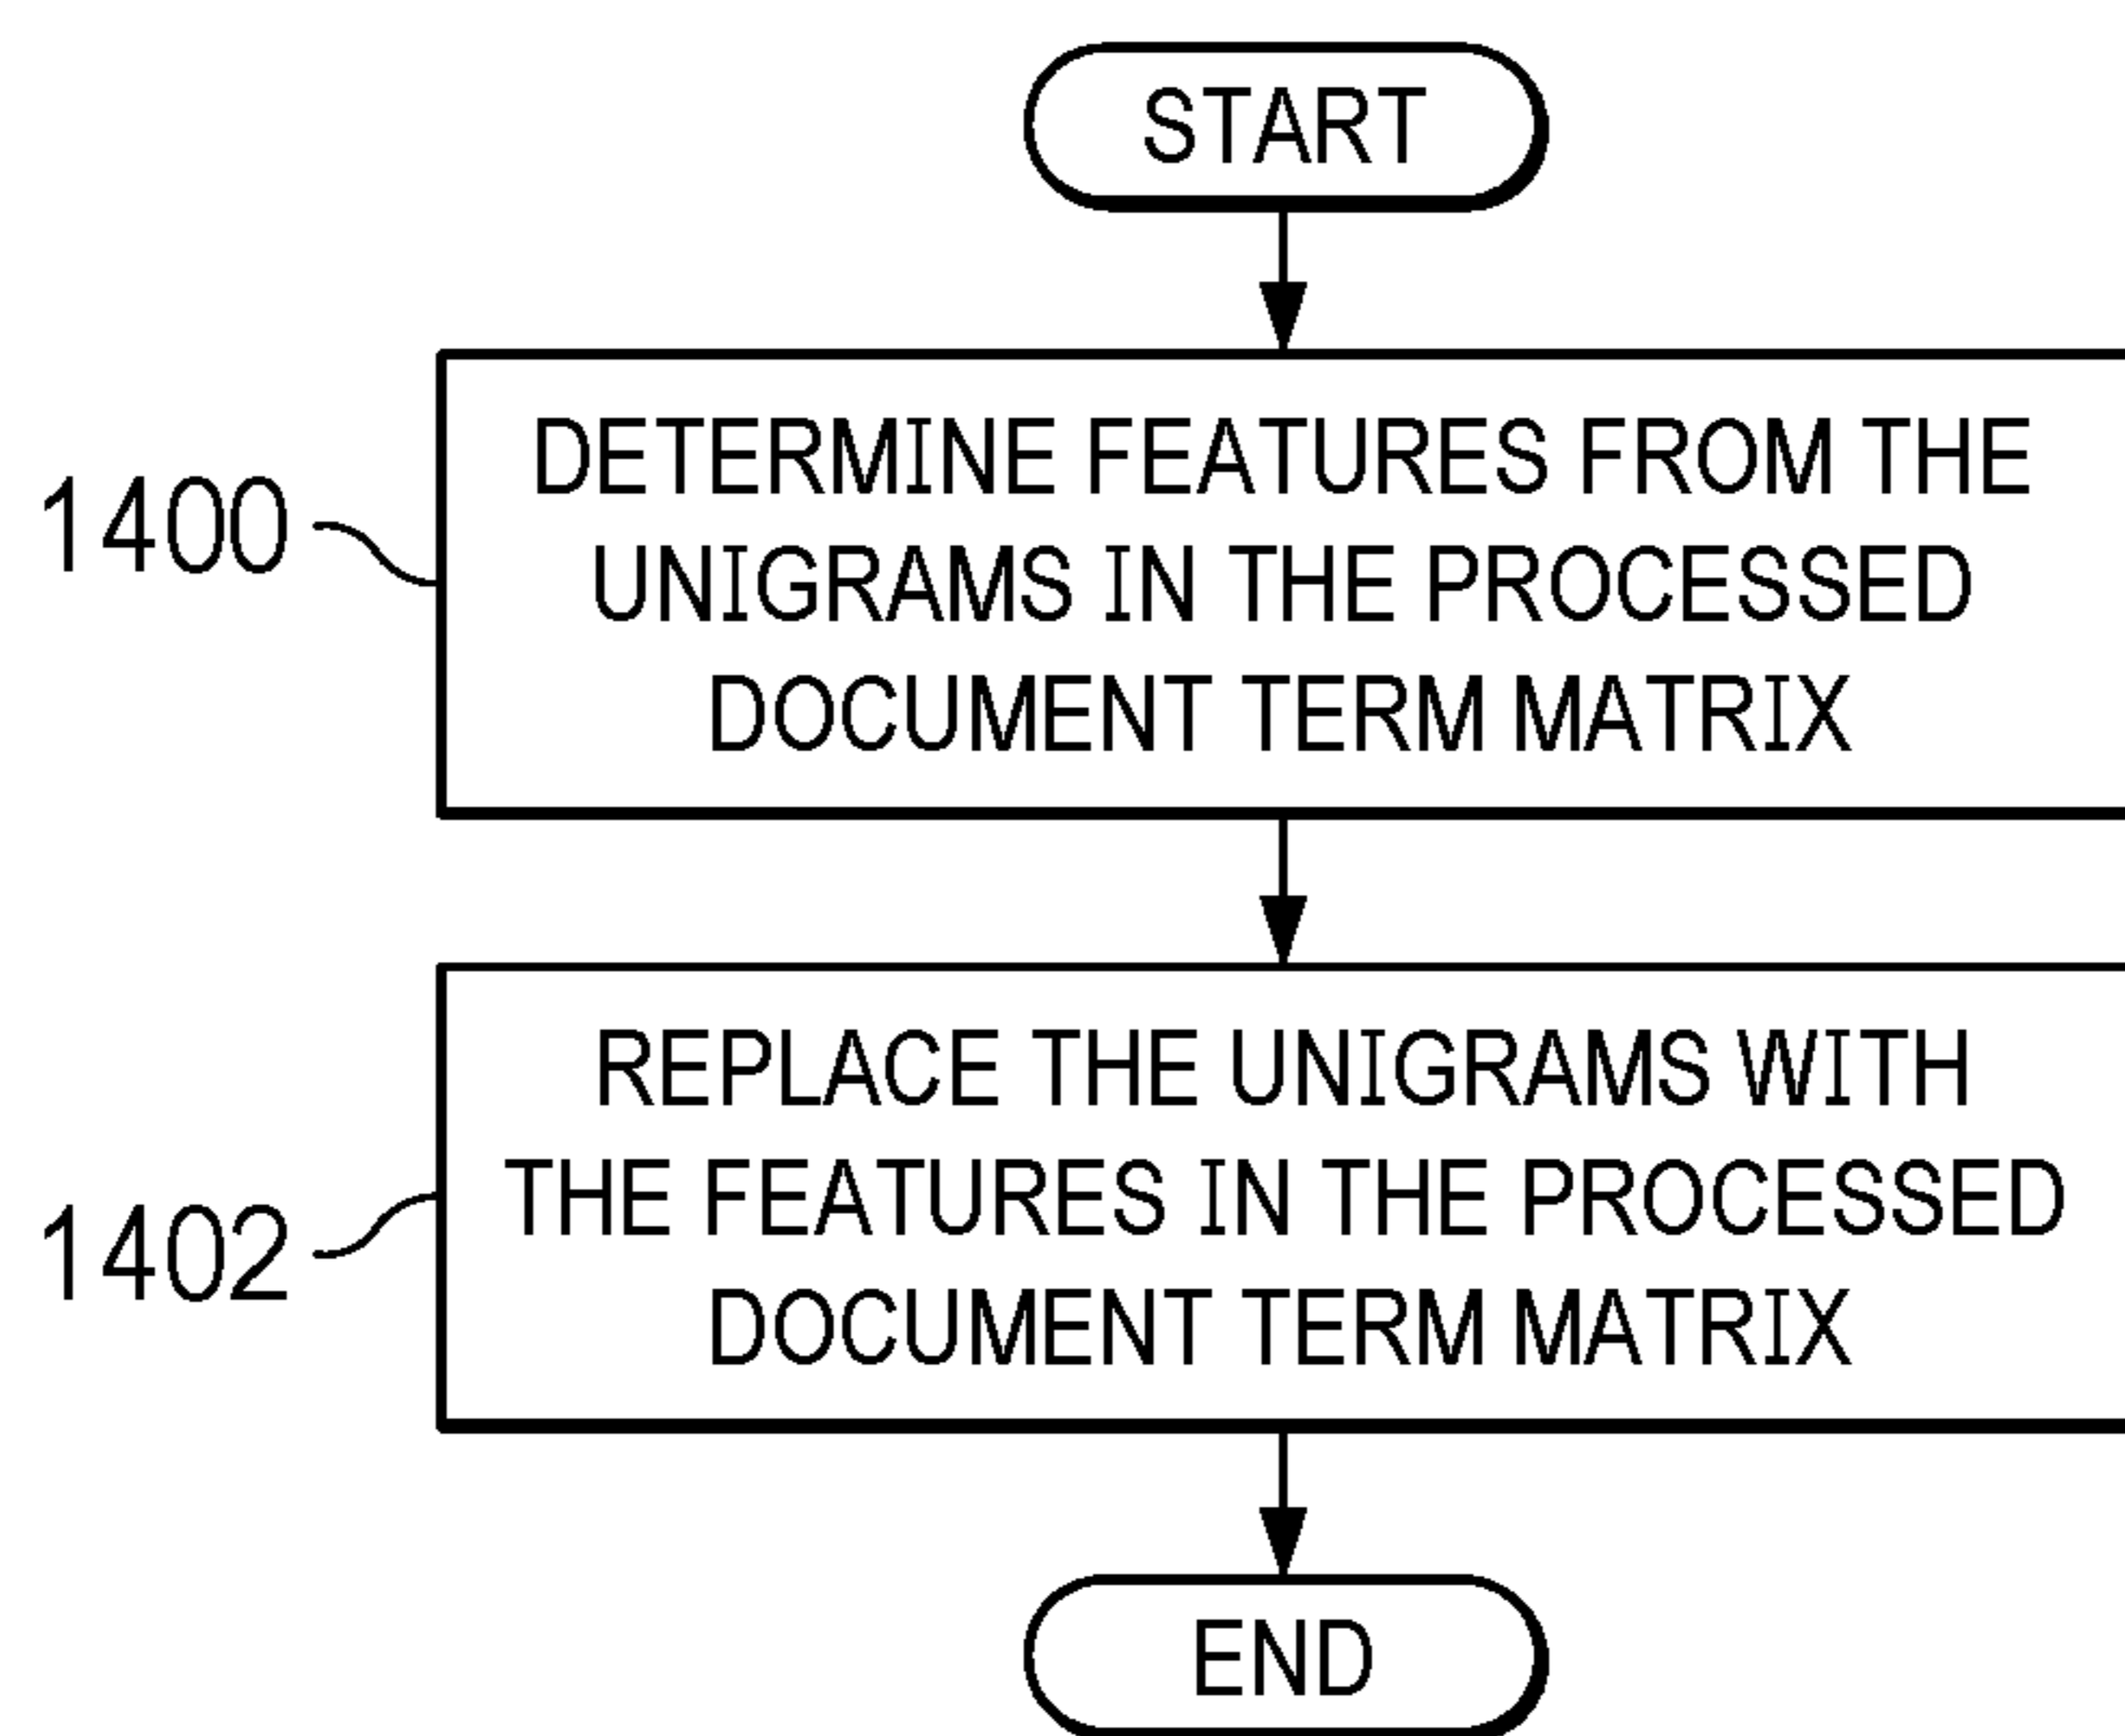 START
1400
DETERMINE FEATURES FROM THE
UNIGRAMS IN THE PROCESSED
DOCUMENT TERM MATRIX
1402
REPLACE THE UNIGRAMS WITH
THE FEATURES IN THE PROCESSED
DOCUMENT TERM MATRIX
END